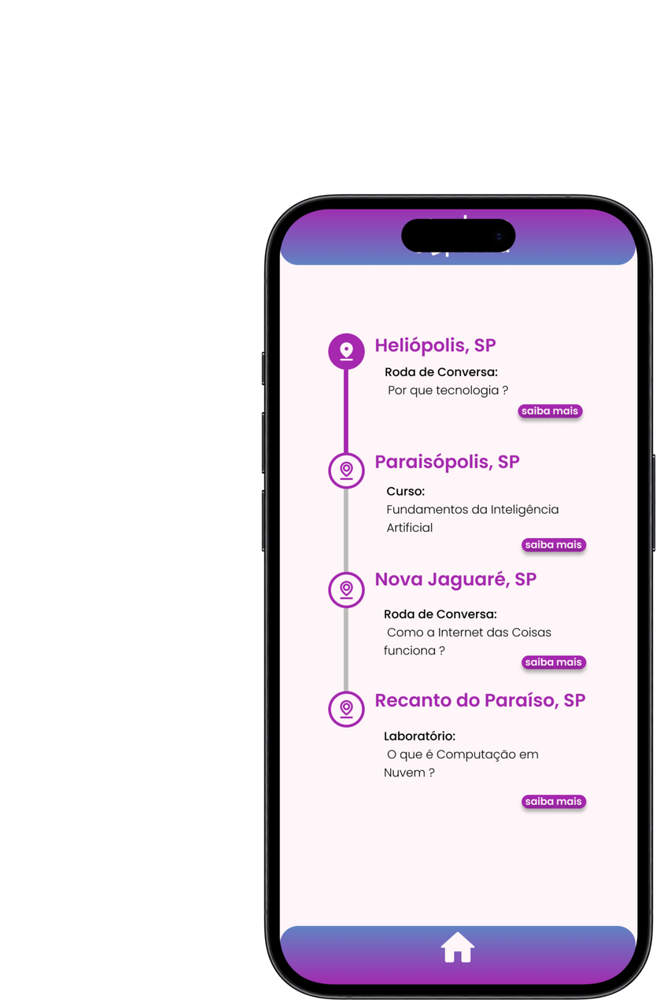 Heliópolis, SP
Roda de Conversa:
Por que tecnologia ?
saiba mais
Paraisópolis, SP
Curso:
Fundamentos da Inteligência
Artificial
saiba mais
Nova Jaguaré, SP
Roda de Conversa:
Como a Internet das Coisas
funciona ?
saiba mais
Recanto do Paraíso, SP
Laboratório:
O que é Computação em
Nuvem ?
saiba mais